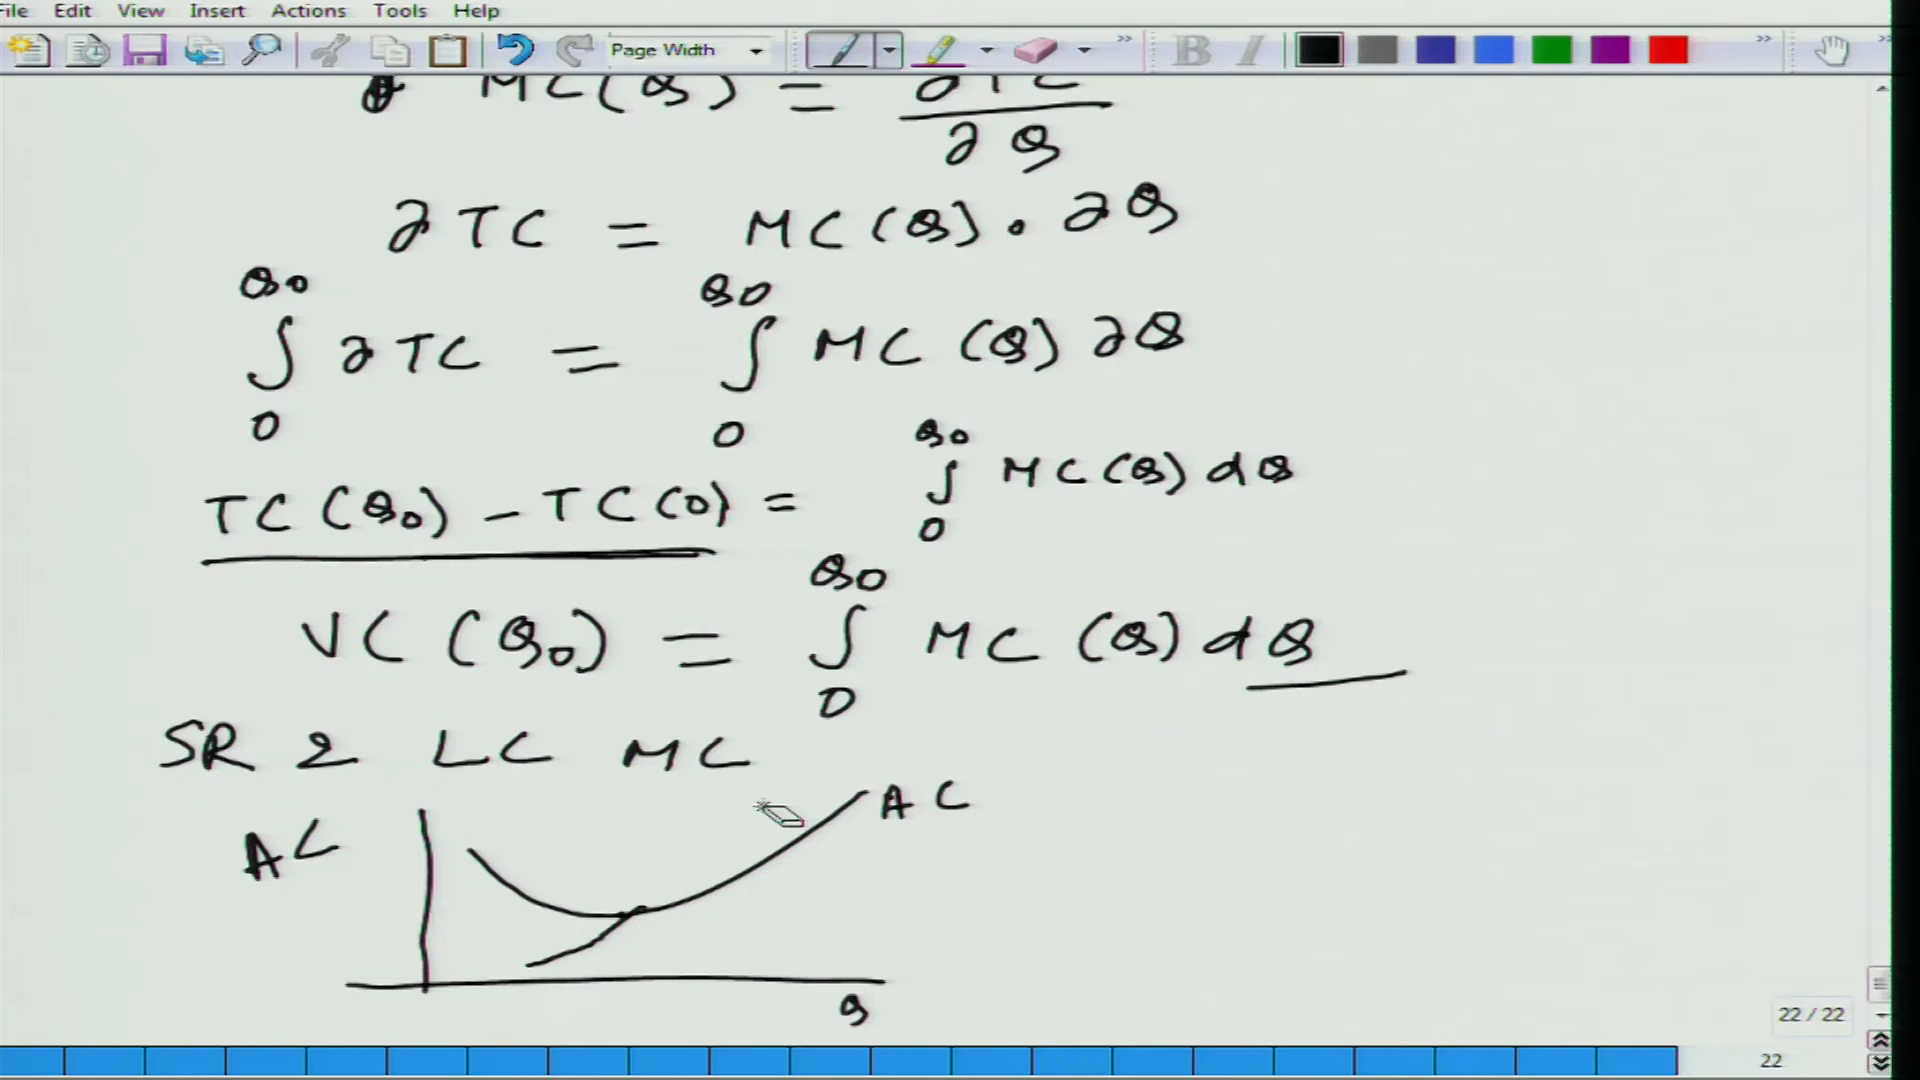 File Edit View Insert Actions Tools Help
Page Width B I
MC(Q) = ∂TC / ∂Q
∂TC = MC(Q) . ∂Q
∫ 0 Q0 ∂TC = ∫ 0 Q0 MC (Q) ∂Q
TC (Q0) - TC(0) = ∫ 0 Q0 MC(Q) dQ
VC (Q0) = ∫ 0 Q0 MC (Q) dQ
SR & LC MC
AC
AC
Q
22 / 22
22